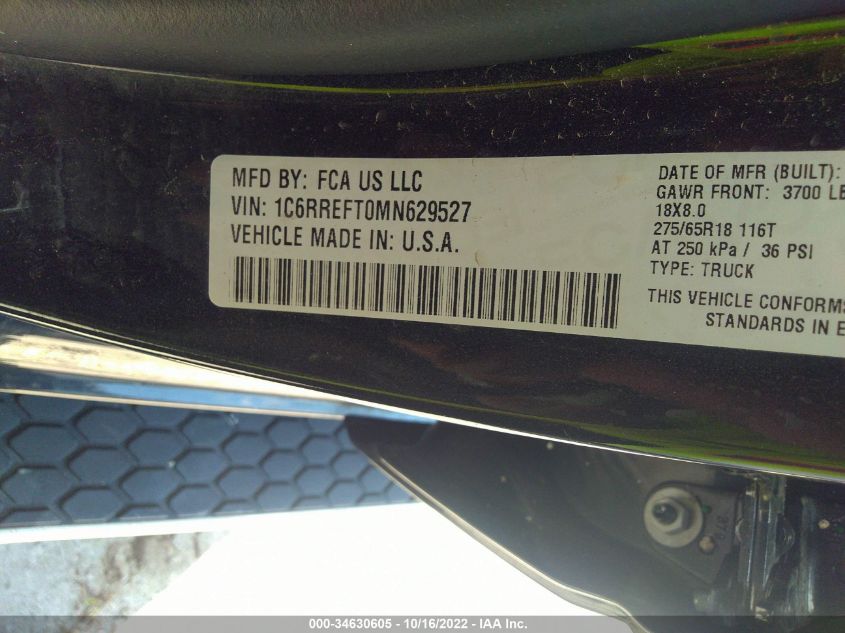 MFD BY: FCA US LLC
VIN: 1C6RREFT0MN629527
VEHICLE MADE IN: U.S.A.
DATE OF MFR (BUILT):
GAWR FRONT: 3700 LB
18X8.0
275/65R18 116T
AT 250 kPa / 36 PSI
TYPE: TRUCK
THIS VEHICLE CONFORMS
STANDARDS IN E
000-34630605 - 10/16/2022 - IAA Inc.